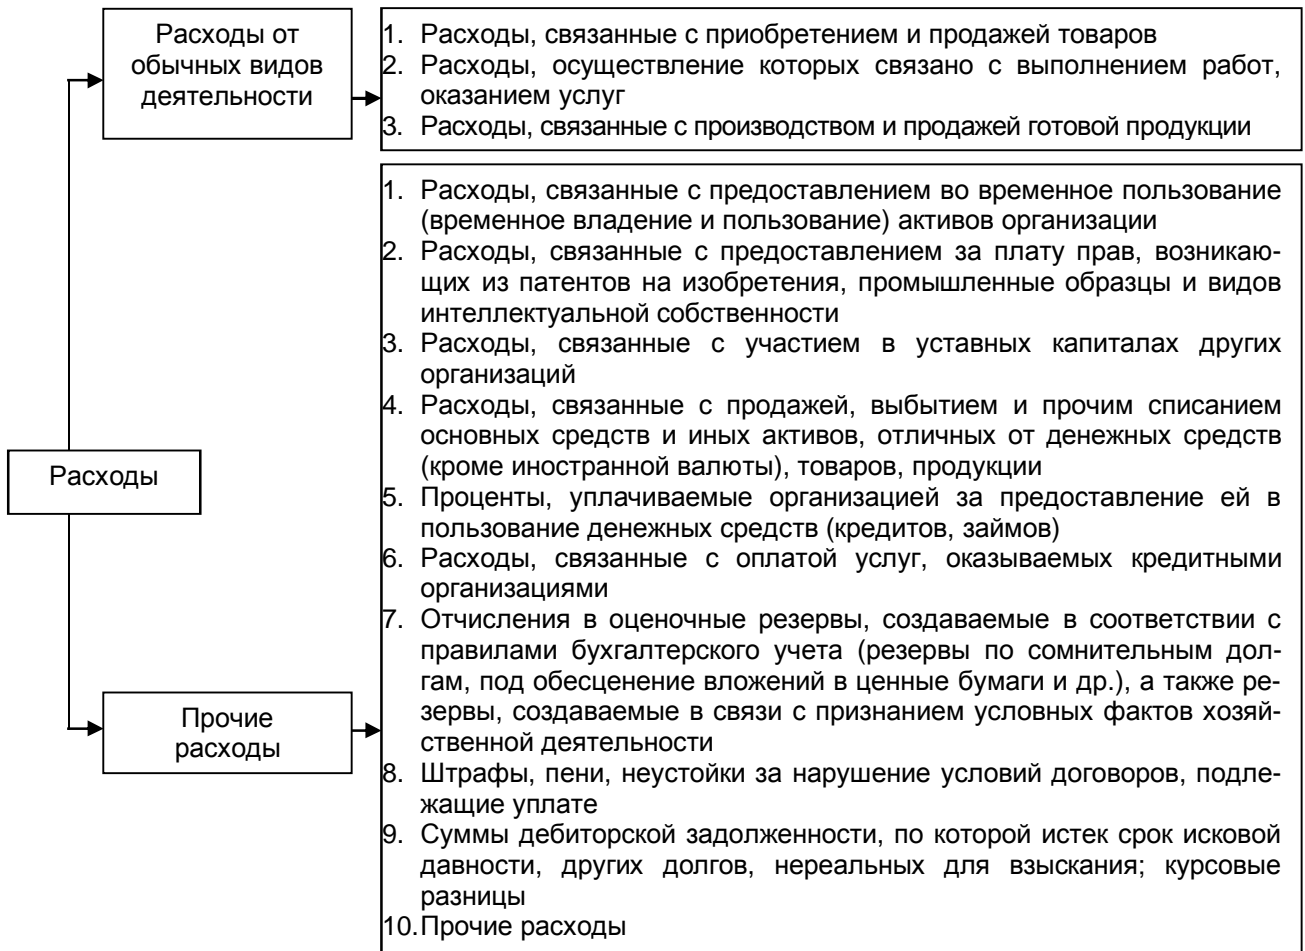 Расходы от
обычных видов
деятельности
1. Расходы, связанные с приобретением и продажей товаров
2. Расходы, осуществление которых связано с выполнением работ,
оказанием услуг
3. Расходы, связанные с производством и продажей готовой продукции
Расходы
Прочие
расходы
1. Расходы, связанные с предоставлением во временное пользование
(временное владение и пользование) активов организации
2. Расходы, связанные с предоставлением за плату прав, возникаю-
щих из патентов на изобретения, промышленные образцы и видов
интеллектуальной собственности
3. Расходы, связанные с участием в уставных капиталах других
организаций
4. Расходы, связанные с продажей, выбытием и прочим списанием
основных средств и иных активов, отличных от денежных средств
(кроме иностранной валюты), товаров, продукции
5. Проценты, уплачиваемые организацией за предоставление ей в
пользование денежных средств (кредитов, займов)
6. Расходы, связанные с оплатой услуг, оказываемых кредитными
организациями
7. Отчисления в оценочные резервы, создаваемые в соответствии с
правилами бухгалтерского учета (резервы по сомнительным дол-
гам, под обесценение вложений в ценные бумаги и др.), а также ре-
зервы, создаваемые в связи с признанием условных фактов хозяй-
ственной деятельности
8. Штрафы, пени, неустойки за нарушение условий договоров, подле-
жащие уплате
9. Суммы дебиторской задолженности, по которой истек срок исковой
давности, других долгов, нереальных для взыскания; курсовые
разницы
10.Прочие расходы